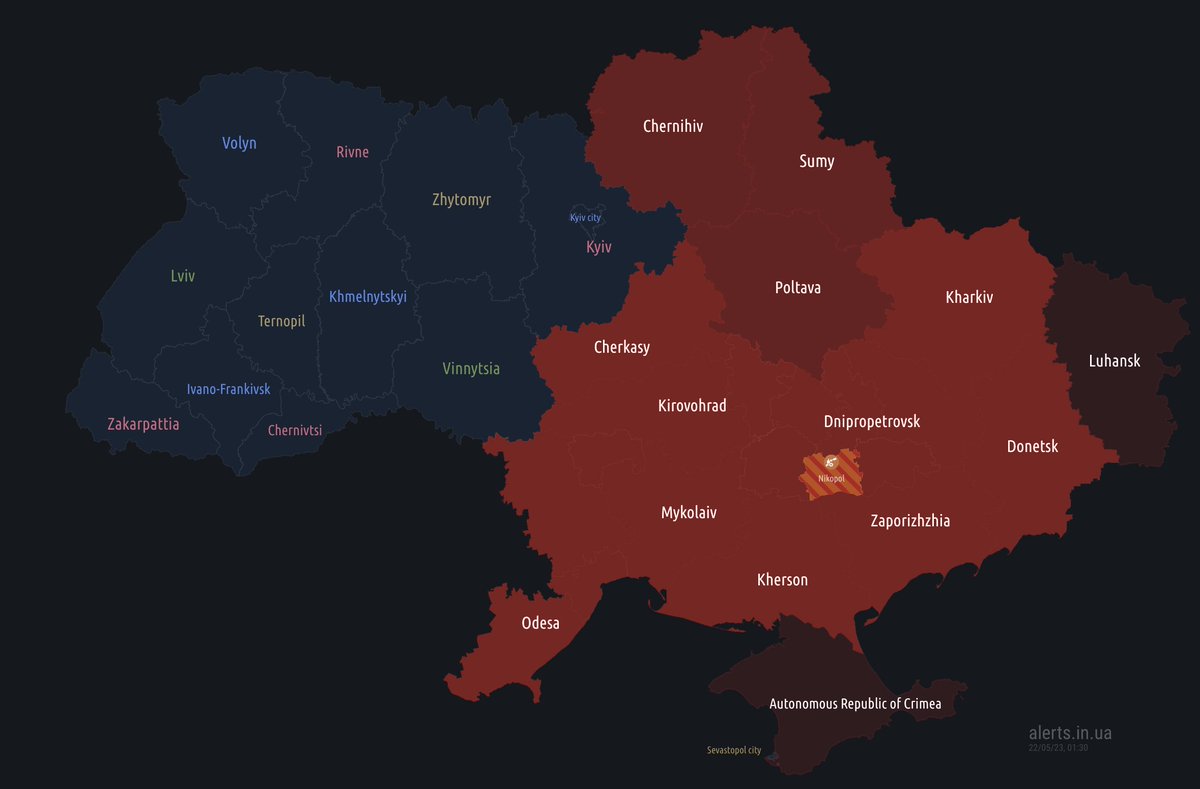 Chernihiv
Volyn
Rivne
Sumy
Zhytomyr
Kyiv city
Kyiv
Lviv
Poltava
Khmelnytskyi
Kharkiv
Ternopil
Cherkasy
Luhansk
Vinnytsia
Ivano-Frankivsk
Kirovohrad
Zakarpattia
Dnipropetrovsk
Chernivtsi
Donetsk
Nikopol
Mykolaiv
Zaporizhzhia
Kherson
Odesa
Autonomous Republic of Crimea
alerts.in.ua
22/05/23, 01:30
Sevastopol city